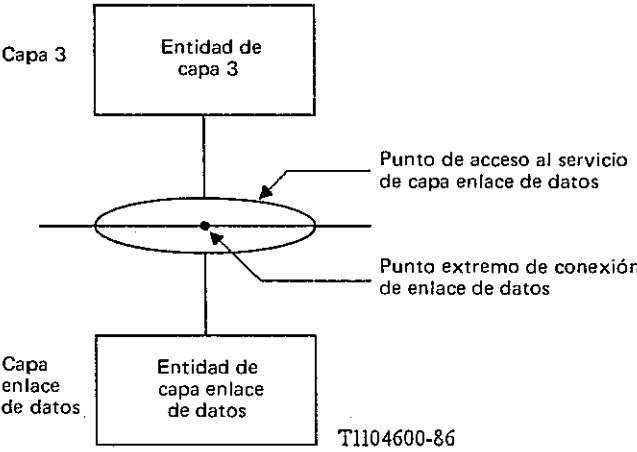 Capa 3
Entidad de
capa 3
Punto de acceso al servicio
de capa enlace de datos
Punto extremo de conexión
de enlace de datos
Capa
enlace
de datos
Entidad de
capa enlace
de datos
T1104600-86